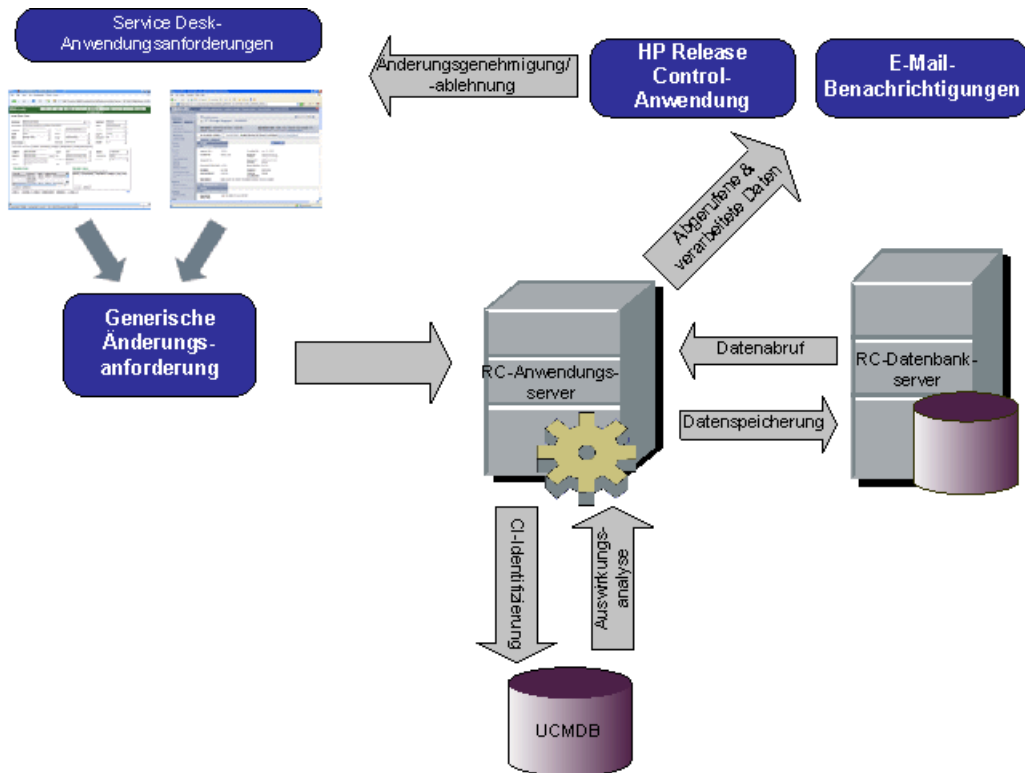 Service Desk-
Anwendungsanforderungen
Änderungsgenehmigung/
-ablehnung
HP Release
Control-
Anwendung
E-Mail-
Benachrichtigungen
Abgerufene &
verarbeitete Daten
Generische
Änderungs-
anforderung
RC-Anwendungs-
server
Datenabruf
RC-Datenbank-
server
Datenspeicherung
CI-Identifizierung
Auswirkungs-
analyse
UCMDB